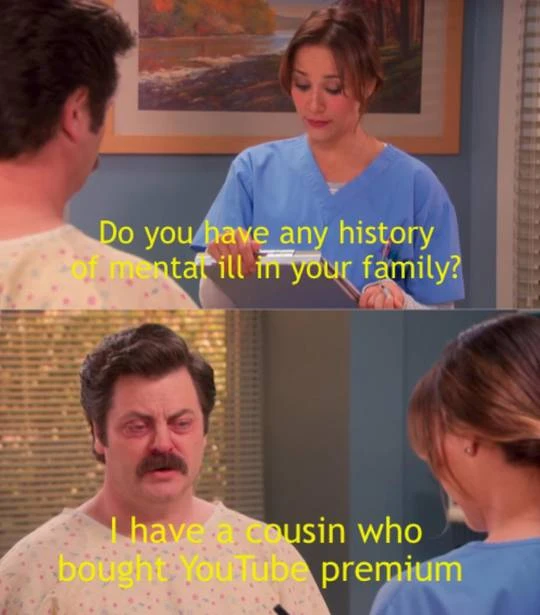 Do you have any history
of mental ill in your family?
I have a cousin who
bought YouTube premium